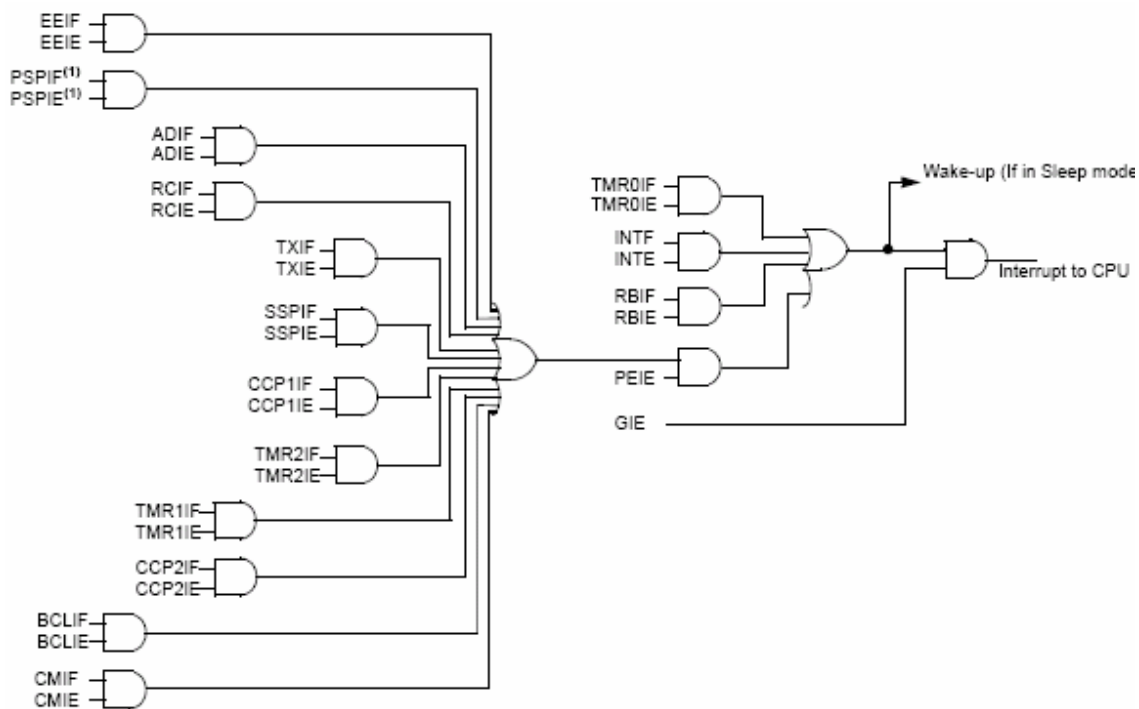 EEIF
EEIE
PSPIF(1)
PSPIE(1)
ADIF
ADIE
RCIF
RCIE
TXIF
TXIE
SSPIF
SSPIE
CCP1IF
CCP1IE
TMR2IF
TMR2IE
TMR1IF
TMR1IE
CCP2IF
CCP2IE
BCLIF
BCLIE
CMIF
CMIE
TMR0IF
TMR0IE
INTF
INTE
RBIF
RBIE
PEIE
GIE
Wake-up (If in Sleep mode
Interrupt to CPU